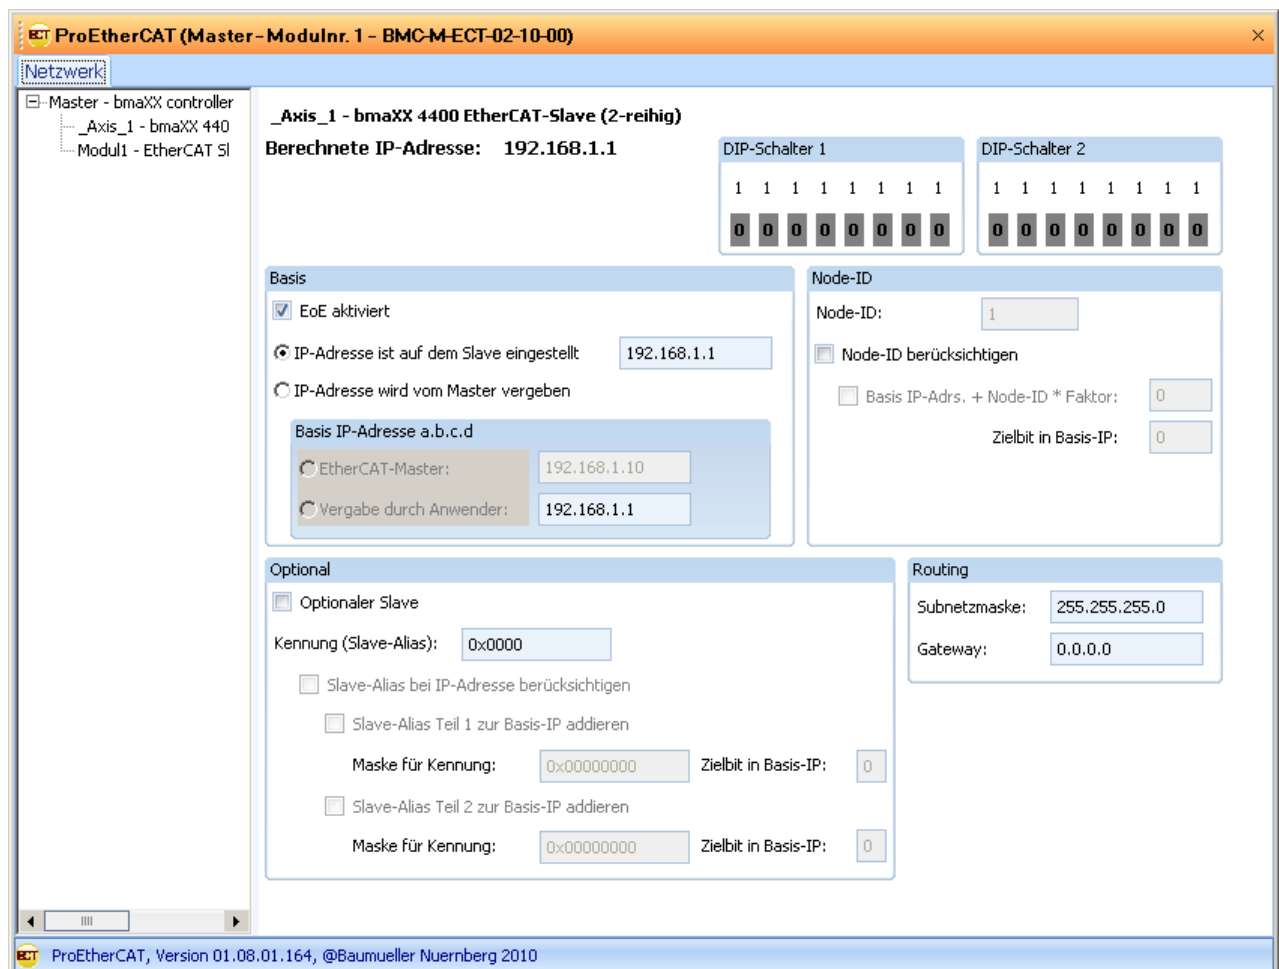 ECT ProEtherCAT (Master-Modulnr. 1 - BMC-M-ECT-02-10-00)
Netzwerk
Master - bmaXX controller
_Axis_1 - bmaXX 440
Modul1 - EtherCAT Sl
_Axis_1 - bmaXX 4400 EtherCAT-Slave (2-reihig)
Berechnete IP-Adresse: 192.168.1.1
DIP-Schalter 1
1 1 1 1 1 1 1 1
0 0 0 0 0 0 0 0
DIP-Schalter 2
1 1 1 1 1 1 1 1
0 0 0 0 0 0 0 0
Basis
EoE aktiviert
IP-Adresse ist auf dem Slave eingestellt 192.168.1.1
IP-Adresse wird vom Master vergeben
Basis IP-Adresse a.b.c.d
EtherCAT-Master: 192.168.1.10
Vergabe durch Anwender: 192.168.1.1
Node-ID
Node-ID: 1
Node-ID berücksichtigen
Basis IP-Adrs. + Node-ID * Faktor: 0
Zielbit in Basis-IP: 0
Optional
Optionaler Slave
Kennung (Slave-Alias): 0x0000
Slave-Alias bei IP-Adresse berücksichtigen
Slave-Alias Teil 1 zur Basis-IP addieren
Maske für Kennung: 0x00000000 Zielbit in Basis-IP: 0
Slave-Alias Teil 2 zur Basis-IP addieren
Maske für Kennung: 0x00000000 Zielbit in Basis-IP: 0
Routing
Subnetzmaske: 255.255.255.0
Gateway: 0.0.0.0
ECT ProEtherCAT, Version 01.08.01.164, @Baumueller Nuernberg 2010